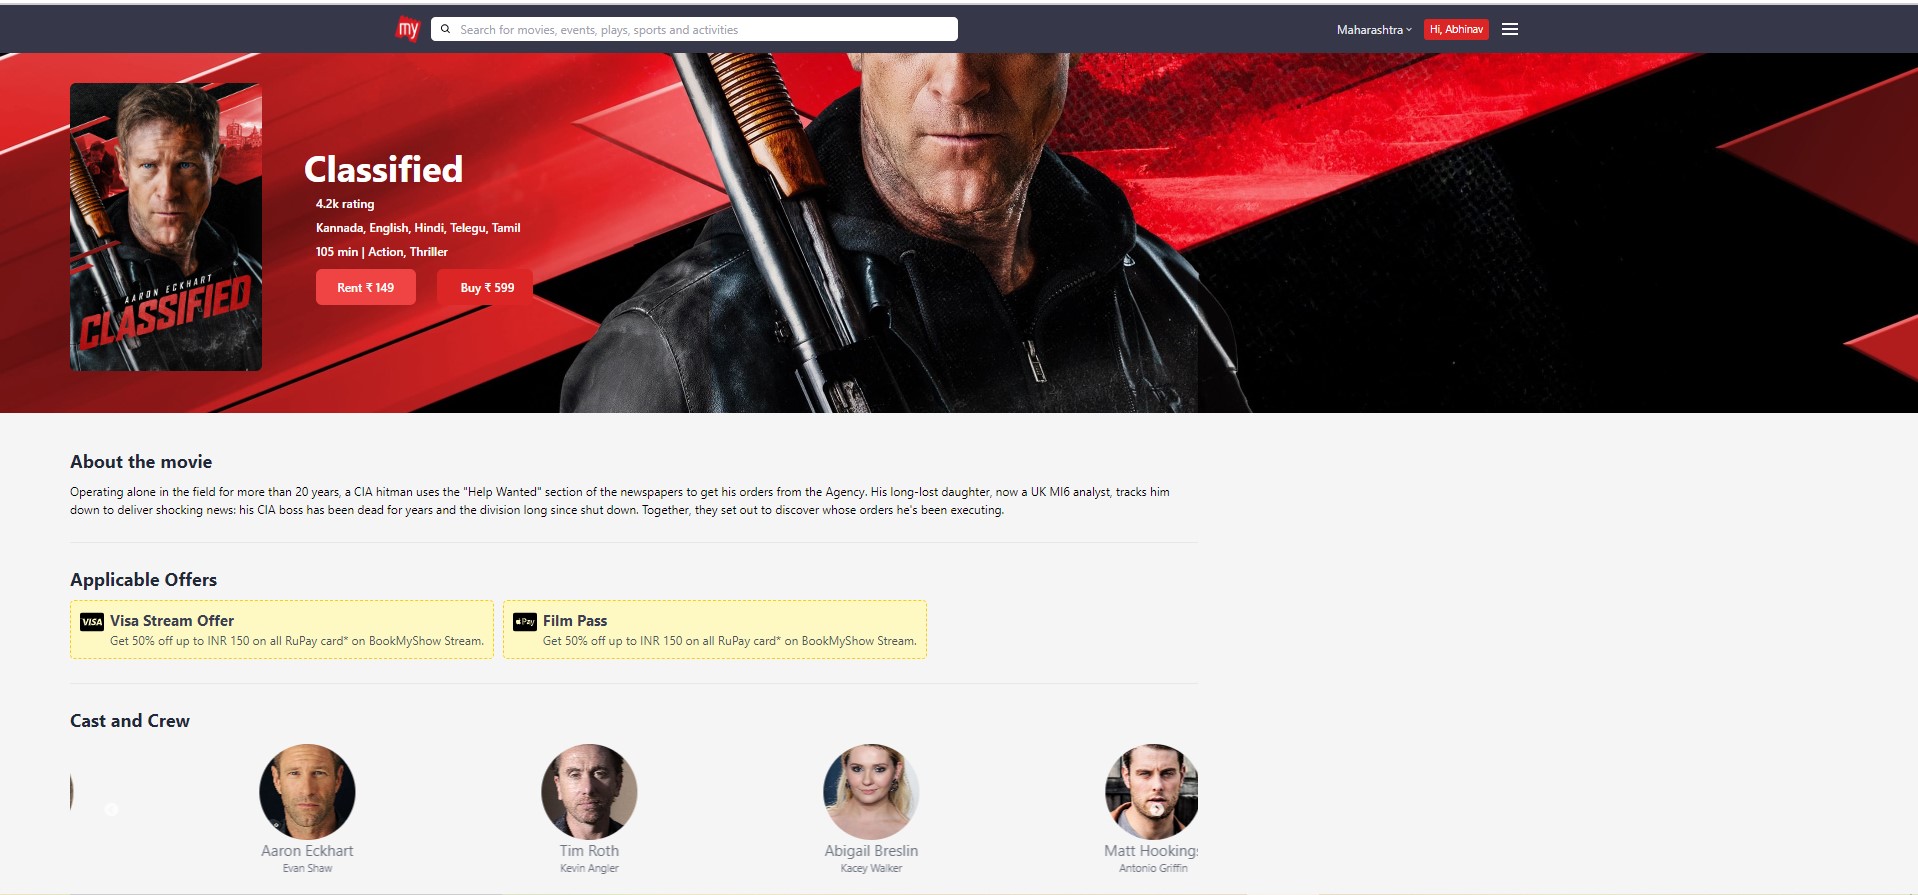 my
Search for movies, events, plays, sports and activities
Maharashtra
Hi, Abhinav
AARON ECKHART
CLASSIFIED
Classified
4.2k rating
Kannada, English, Hindi, Telegu, Tamil
105 min | Action, Thriller
Rent ₹ 149
Buy ₹ 599
About the movie
Operating alone in the field for more than 20 years, a CIA hitman uses the "Help Wanted" section of the newspapers to get his orders from the Agency. His long-lost daughter, now a UK MI6 analyst, tracks him
down to deliver shocking news: his CIA boss has been dead for years and the division long since shut down. Together, they set out to discover whose orders he's been executing.
Applicable Offers
VISA
Visa Stream Offer
Get 50% off up to INR 150 on all RuPay card* on BookMyShow Stream.
Pay
Film Pass
Get 50% off up to INR 150 on all RuPay card* on BookMyShow Stream.
Cast and Crew
Aaron Eckhart
Evan Shaw
Tim Roth
Kevin Angler
Abigail Breslin
Kacey Walker
Matt Hookings
Antonio Griffin